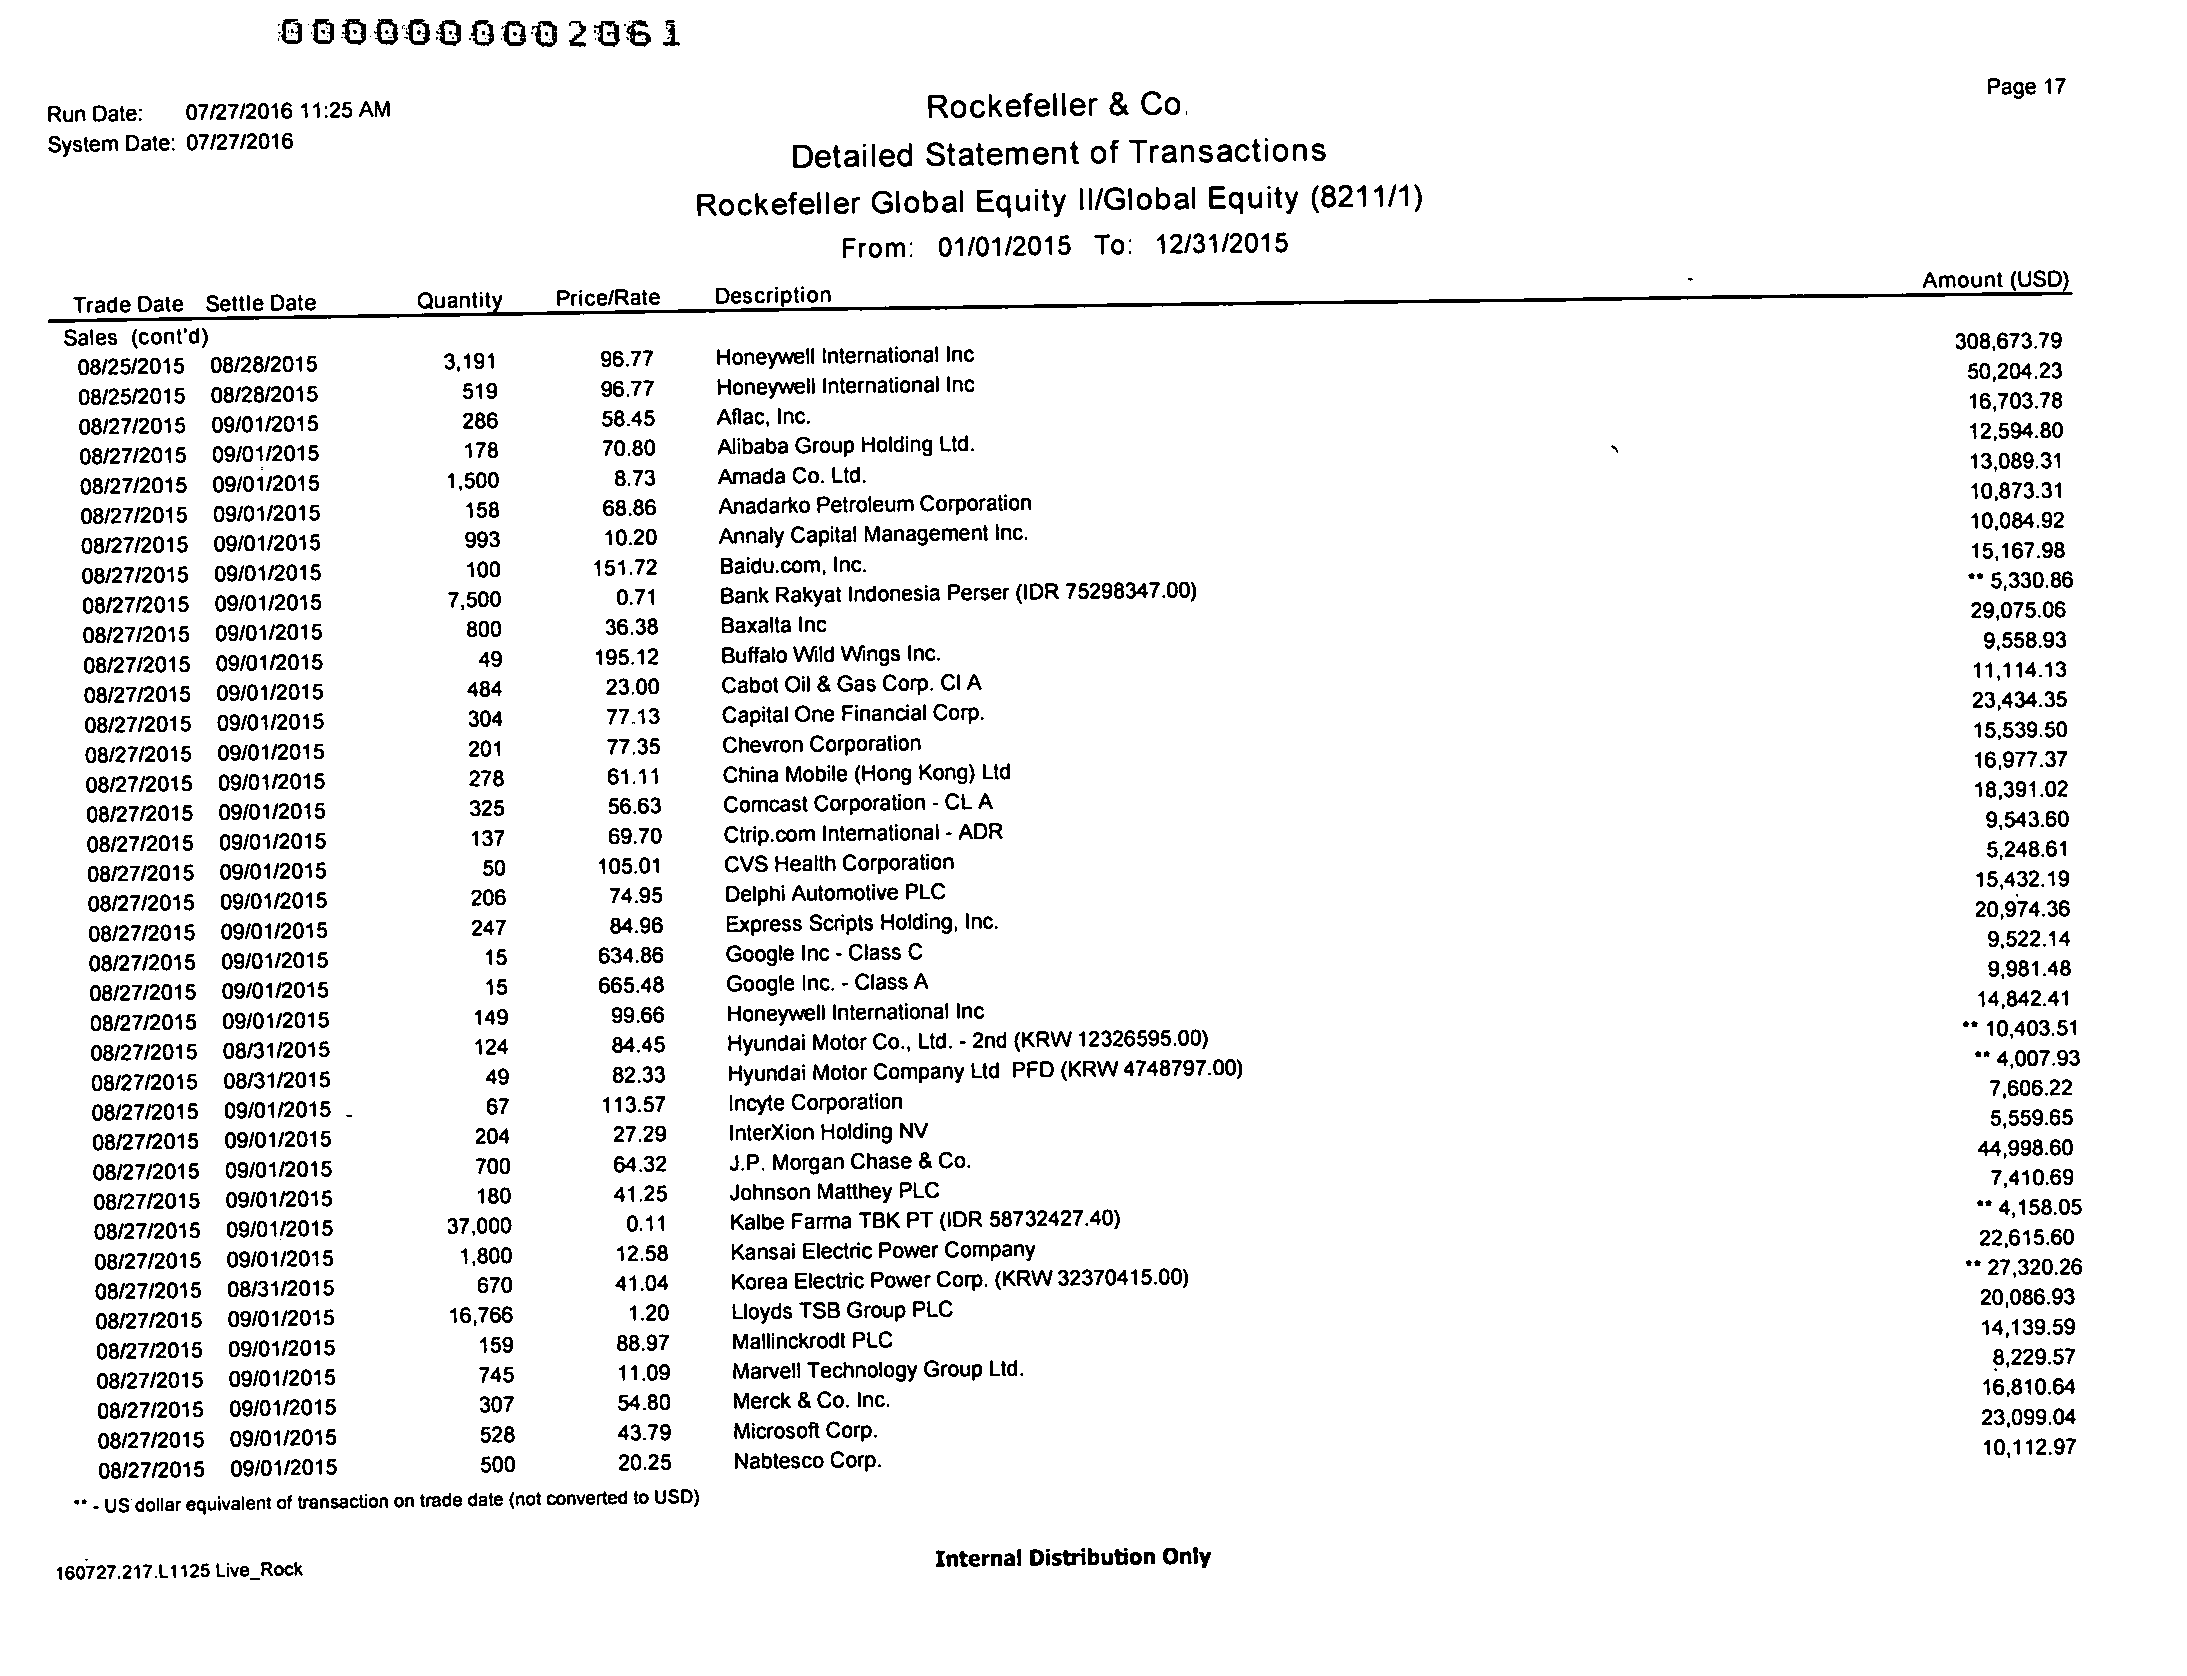 0000000002061
Page 17
Run Date: 07/27/2016 11:25 AM
System Date: 07/27/2016
Rockefeller & Co.
Detailed Statement of Transactions
Rockefeller Global Equity II/Global Equity (8211/1)
From: 01/01/2015 To: 12/31/2015
Trade Date Settle Date Quantity Price/Rate Description Amount (USD)
Sales (cont'd)
08/25/2015 08/28/2015 3,191 96.77 Honeywell International Inc 308,673.79
08/25/2015 08/28/2015 519 96.77 Honeywell International Inc 50,204.23
08/27/2015 09/01/2015 286 58.45 Aflac, Inc. 16,703.78
08/27/2015 09/01/2015 178 70.80 Alibaba Group Holding Ltd. 12,594.80
08/27/2015 09/01/2015 1,500 8.73 Amada Co. Ltd. 13,089.31
08/27/2015 09/01/2015 158 68.86 Anadarko Petroleum Corporation 10,873.31
08/27/2015 09/01/2015 993 10.20 Annaly Capital Management Inc. 10,084.92
08/27/2015 09/01/2015 100 151.72 Baidu.com, Inc. 15,167.98
08/27/2015 09/01/2015 7,500 0.71 Bank Rakyat Indonesia Perser (IDR 75298347.00) ** 5,330.86
08/27/2015 09/01/2015 800 36.38 Baxalta Inc 29,075.06
08/27/2015 09/01/2015 49 195.12 Buffalo Wild Wings Inc. 9,558.93
08/27/2015 09/01/2015 484 23.00 Cabot Oil & Gas Corp. Cl A 11,114.13
08/27/2015 09/01/2015 304 77.13 Capital One Financial Corp. 23,434.35
08/27/2015 09/01/2015 201 77.35 Chevron Corporation 15,539.50
08/27/2015 09/01/2015 278 61.11 China Mobile (Hong Kong) Ltd 16,977.37
08/27/2015 09/01/2015 325 56.63 Comcast Corporation - CL A 18,391.02
08/27/2015 09/01/2015 137 69.70 Ctrip.com International - ADR 9,543.60
08/27/2015 09/01/2015 50 105.01 CVS Health Corporation 5,248.61
08/27/2015 09/01/2015 206 74.95 Delphi Automotive PLC 15,432.19
08/27/2015 09/01/2015 247 84.96 Express Scripts Holding, Inc. 20,974.36
08/27/2015 09/01/2015 15 634.86 Google Inc - Class C 9,522.14
08/27/2015 09/01/2015 15 665.48 Google Inc. - Class A 9,981.48
08/27/2015 09/01/2015 149 99.66 Honeywell International Inc 14,842.41
08/27/2015 08/31/2015 124 84.45 Hyundai Motor Co., Ltd. - 2nd (KRW 12326595.00) ** 10,403.51
08/27/2015 08/31/2015 49 82.33 Hyundai Motor Company Ltd PFD (KRW 4748797.00) ** 4,007.93
08/27/2015 09/01/2015 67 113.57 Incyte Corporation 7,606.22
08/27/2015 09/01/2015 204 27.29 InterXion Holding NV 5,559.65
08/27/2015 09/01/2015 700 64.32 J.P. Morgan Chase & Co. 44,998.60
08/27/2015 09/01/2015 180 41.25 Johnson Matthey PLC 7,410.69
08/27/2015 09/01/2015 37,000 0.11 Kalbe Farma TBK PT (IDR 58732427.40) ** 4,158.05
08/27/2015 09/01/2015 1,800 12.58 Kansai Electric Power Company 22,615.60
08/27/2015 08/31/2015 670 41.04 Korea Electric Power Corp. (KRW 32370415.00) ** 27,320.26
08/27/2015 09/01/2015 16,766 1.20 Lloyds TSB Group PLC 20,086.93
08/27/2015 09/01/2015 159 88.97 Mallinckrodt PLC 14,139.59
08/27/2015 09/01/2015 745 11.09 Marvell Technology Group Ltd. 8,229.57
08/27/2015 09/01/2015 307 54.80 Merck & Co. Inc. 16,810.64
08/27/2015 09/01/2015 528 43.79 Microsoft Corp. 23,099.04
08/27/2015 09/01/2015 500 20.25 Nabtesco Corp. 10,112.97
** - US dollar equivalent of transaction on trade date (not converted to USD)
Internal Distribution Only
160727.217.L1125 Live_Rock